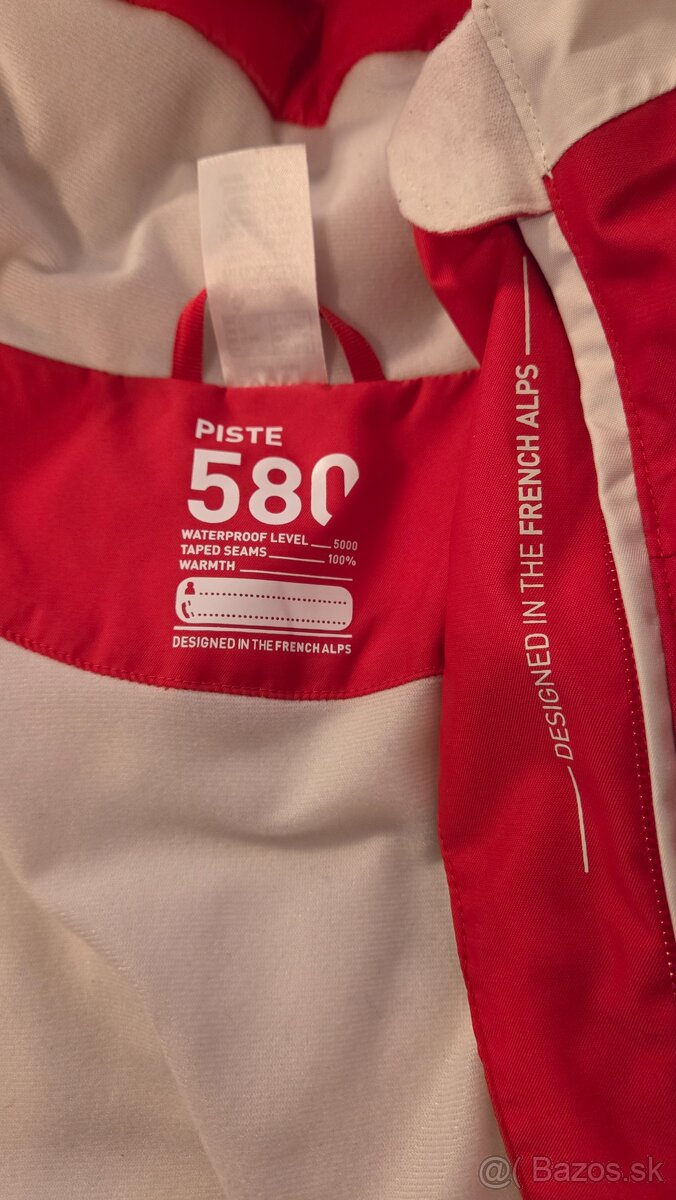 PISTE
580
WATERPROOF LEVEL 5000
TAPED SEAMS 100%
WARMTH
DESIGNED IN THE FRENCH ALPS
DESIGNED IN THE FRENCH ALPS
@( Bazos.sk